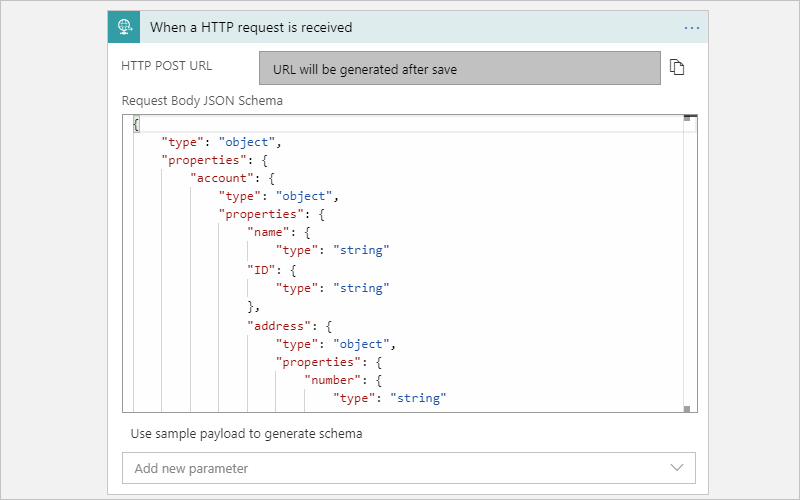 When a HTTP request is received
...
HTTP POST URL
URL will be generated after save
Request Body JSON Schema
{
"type": "object",
"properties": {
"account": {
"type": "object",
"properties": {
"name": {
"type": "string"
"ID": {
"type": "string"
},
"address": {
"type": "object",
"properties": {
"number": {
"type": "string"
Use sample payload to generate schema
Add new parameter